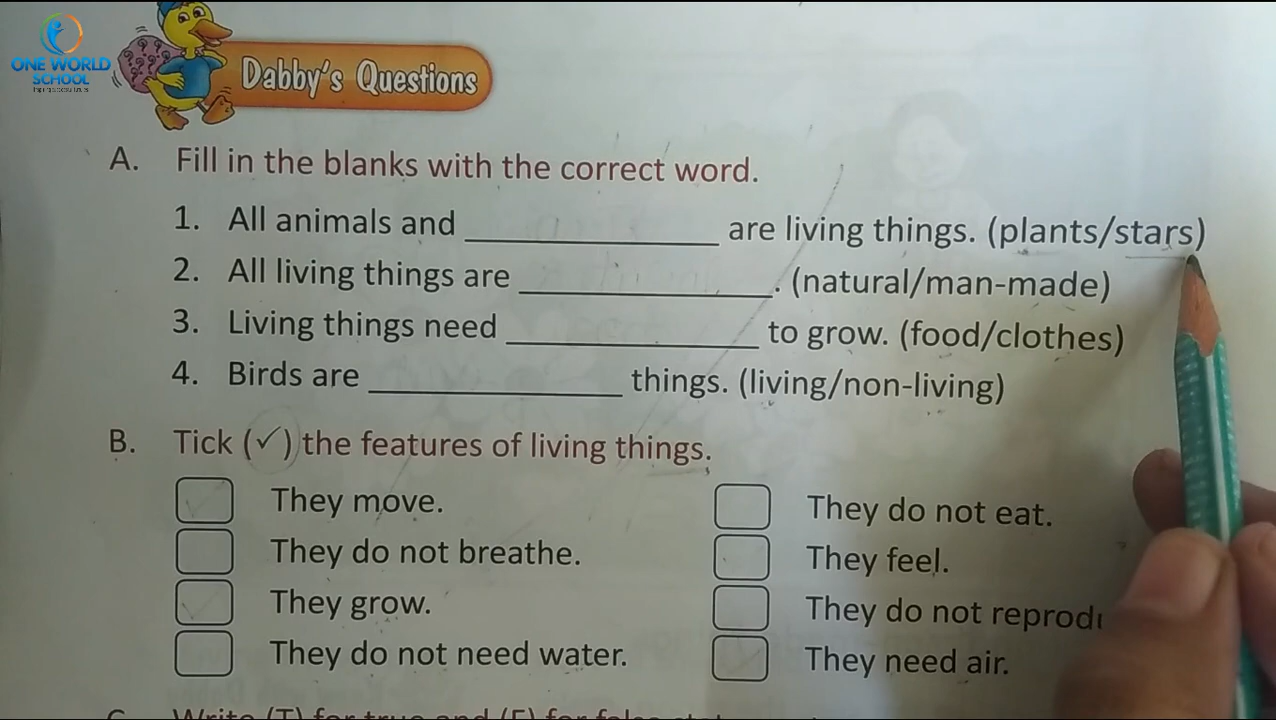 ONE WORLD
SCHOOL
Dabby's Questions
A. Fill in the blanks with the correct word.
1. All animals and ______________ are living things. (plants/stars)
2. All living things are ______________. (natural/man-made)
3. Living things need ______________ to grow. (food/clothes)
4. Birds are ______________ things. (living/non-living)
B. Tick (✓) the features of living things.
They move. They do not eat.
They do not breathe. They feel.
They grow. They do not
They do not need water. They need air.